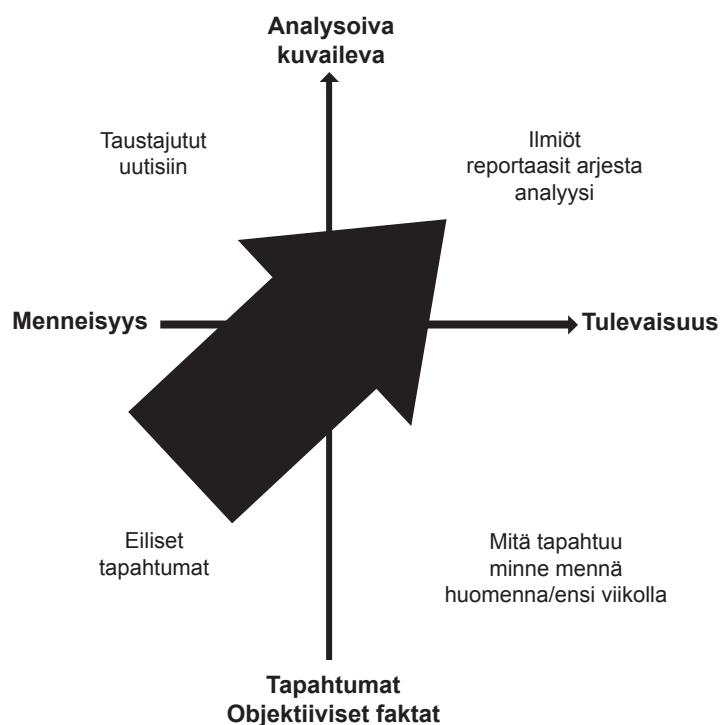 Analysoiva
kuvaileva
Taustajutut
uutisiin
Ilmiöt
reportaasit arjesta
analyysi
Menneisyys
Tulevaisuus
Eiliset
tapahtumat
Mitä tapahtuu
minne mennä
huomenna/ensi viikolla
Tapahtumat
Objektiiviset faktat